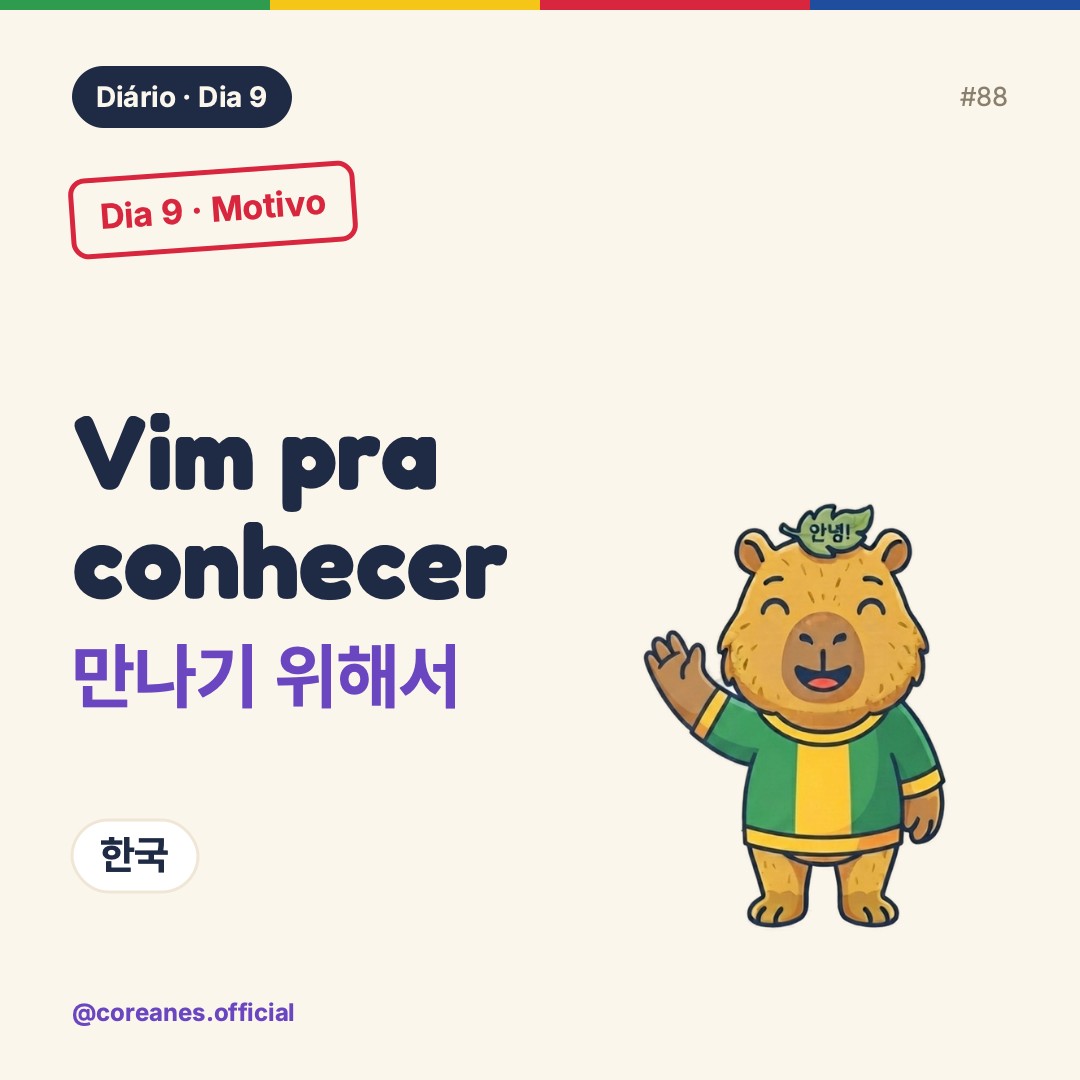 Diário · Dia 9
#88
Dia 9 · Motivo
Vim pra
conhecer
만나기 위해서
안녕!
한국
@coreanes.official